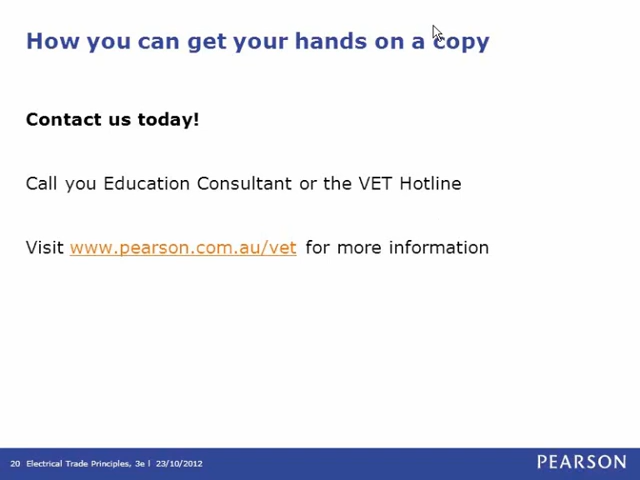 How you can get your hands on a copy
Contact us today!
Call you Education Consultant or the VET Hotline
Visit www.pearson.com.au/vet for more information
20 Electrical Trade Principles, 3e l 23/10/2012
PEARSON